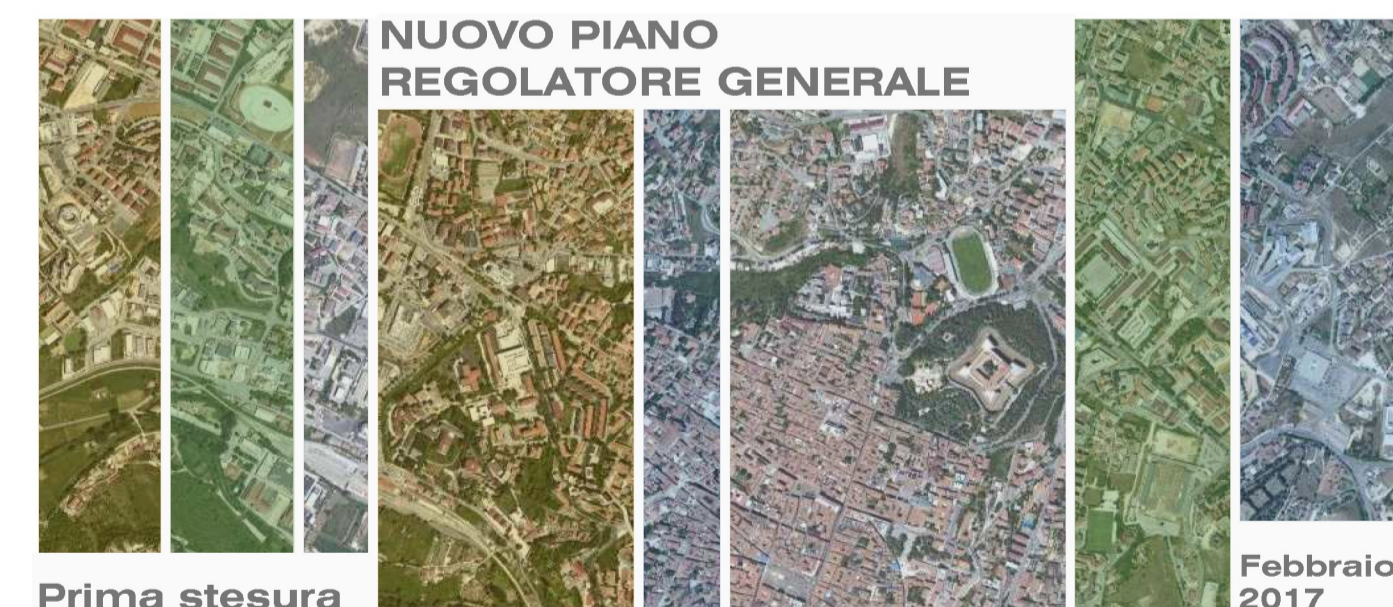 NUOVO PIANO
REGOLATORE GENERALE
Prima stesura
Febbraio
2017